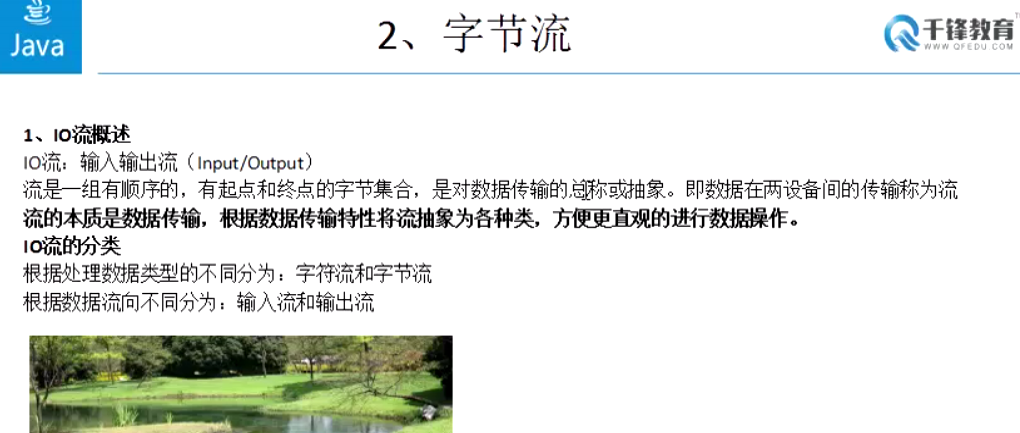 Java
2、字节流
千锋教育
WWW.QFEDU.COM
1、IO流概述
IO流：输入输出流（Input/Output）
流是一组有顺序的，有起点和终点的字节集合，是对数据传输的总称或抽象。即数据在两设备间的传输称为流
流的本质是数据传输，根据数据传输特性将流抽象为各种类，方便更直观的进行数据操作。
IO流的分类
根据处理数据类型的不同分为：字符流和字节流
根据数据流向不同分为：输入流和输出流